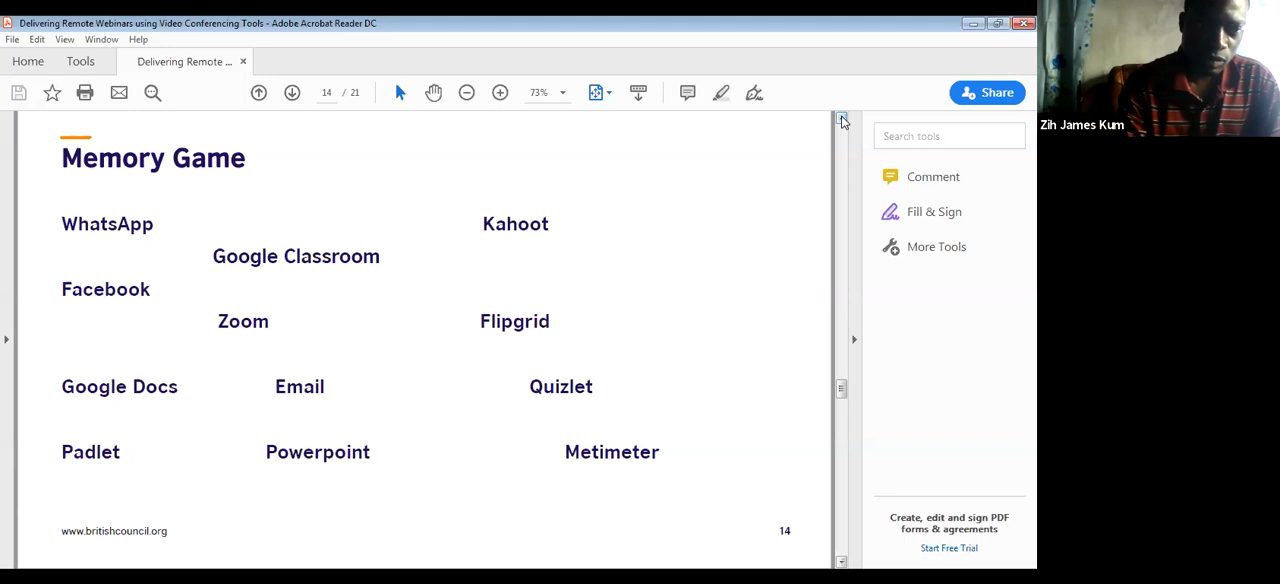 Delivering Remote Webinars using Video Conferencing Tools - Adobe Acrobat Reader DC
File Edit View Window Help
Home Tools Delivering Remote ... ×
14 / 21 73% Share
Zih James Kum
Search tools
Comment
Fill & Sign
More Tools
Memory Game
WhatsApp Kahoot
Google Classroom
Facebook
Zoom Flipgrid
Google Docs Email Quizlet
Padlet Powerpoint Metimeter
www.britishcouncil.org 14
Create, edit and sign PDF
forms & agreements
Start Free Trial